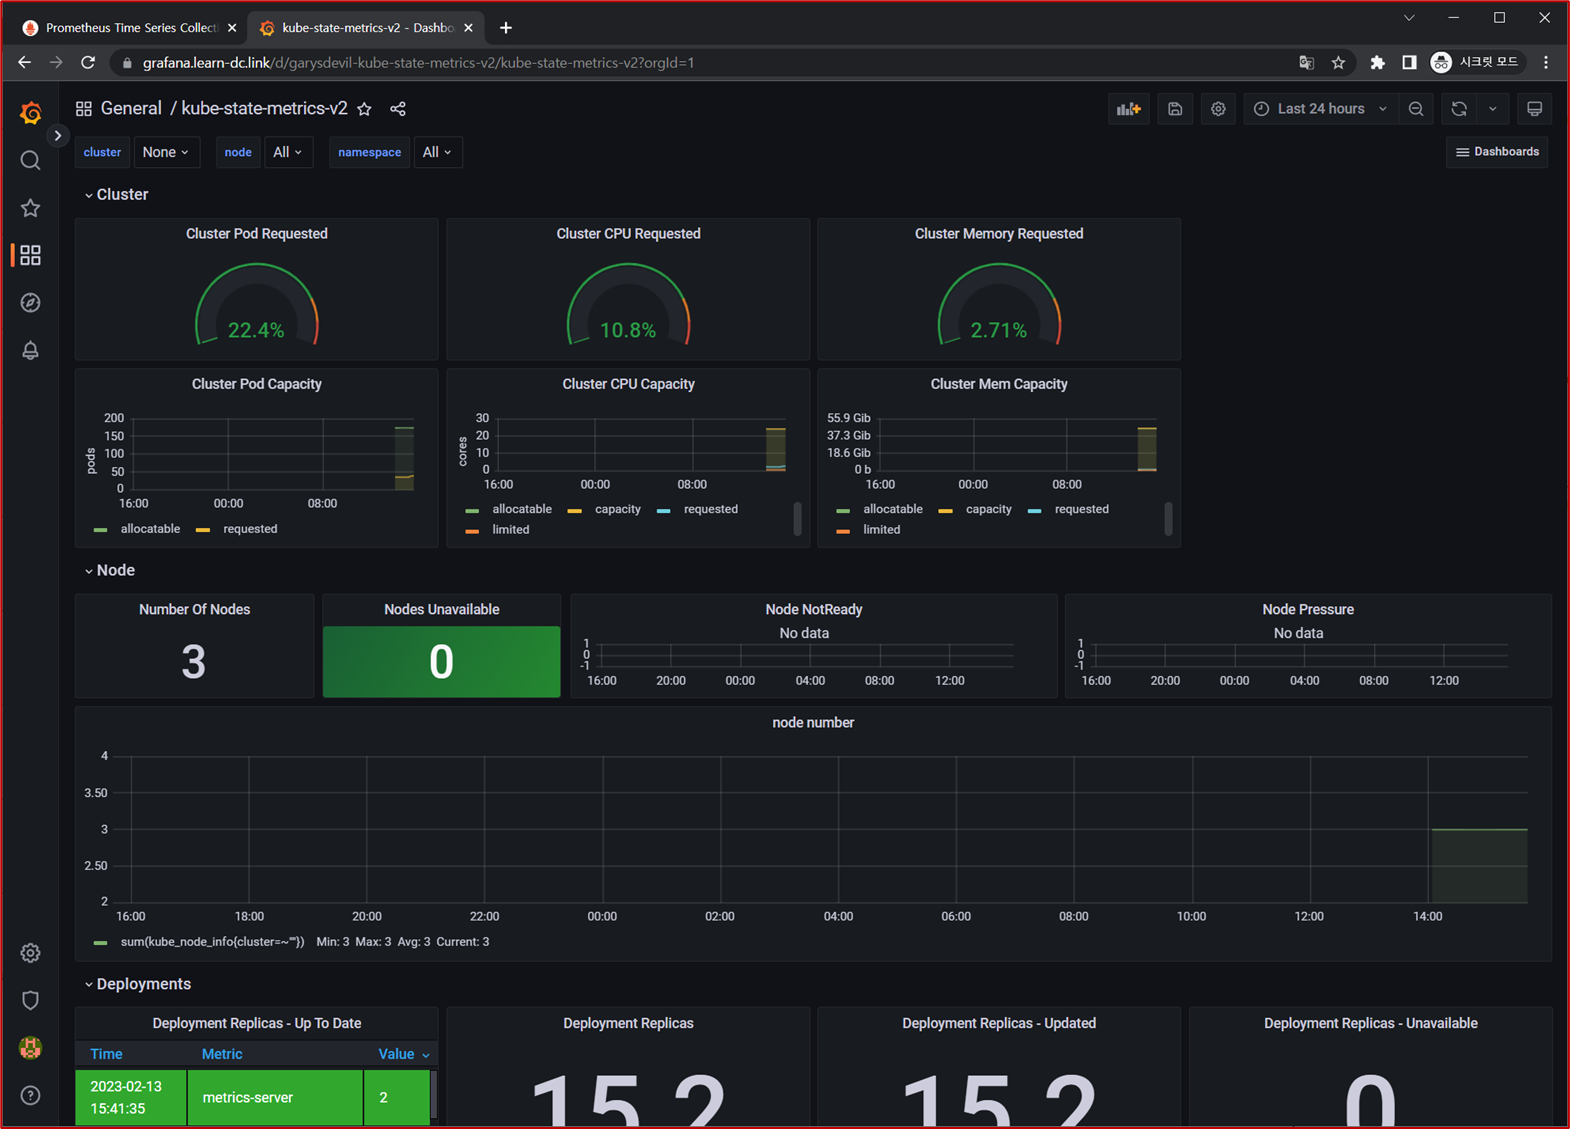 Prometheus Time Series Collecti
kube-state-metrics-v2 - Dashbo
grafana.learn-dc.link/d/garysdevil-kube-state-metrics-v2/kube-state-metrics-v2?orgId=1
시크릿 모드
General / kube-state-metrics-v2
Last 24 hours
cluster None node All namespace All
Dashboards
Cluster
Cluster Pod Requested
22.4%
Cluster CPU Requested
10.8%
Cluster Memory Requested
2.71%
Cluster Pod Capacity
pods
200
150
100
50
0
16:00 00:00 08:00
allocatable requested
Cluster CPU Capacity
cores
30
20
10
0
16:00 00:00 08:00
allocatable capacity requested
limited
Cluster Mem Capacity
55.9 Gib
37.3 Gib
18.6 Gib
0 b
16:00 00:00 08:00
allocatable capacity requested
limited
Node
Number Of Nodes
3
Nodes Unavailable
0
Node NotReady
No data
1
0
-1
16:00 20:00 00:00 04:00 08:00 12:00
Node Pressure
No data
1
0
-1
16:00 20:00 00:00 04:00 08:00 12:00
node number
4
3.50
3
2.50
2
16:00 18:00 20:00 22:00 00:00 02:00 04:00 06:00 08:00 10:00 12:00 14:00
sum(kube_node_info{cluster=~""}) Min: 3 Max: 3 Avg: 3 Current: 3
Deployments
Deployment Replicas - Up To Date
Time Metric Value
2023-02-13
15:41:35
metrics-server
2
Deployment Replicas
15.2
Deployment Replicas - Updated
15.2
Deployment Replicas - Unavailable
0